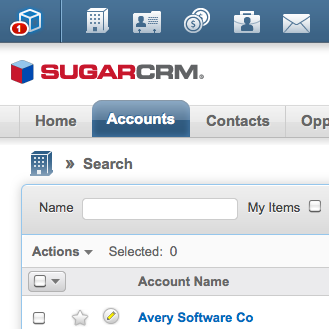 1
SUGARCRM®
Home Accounts Contacts Opp
» Search
Name My Items
Actions Selected: 0
Account Name
Avery Software Co